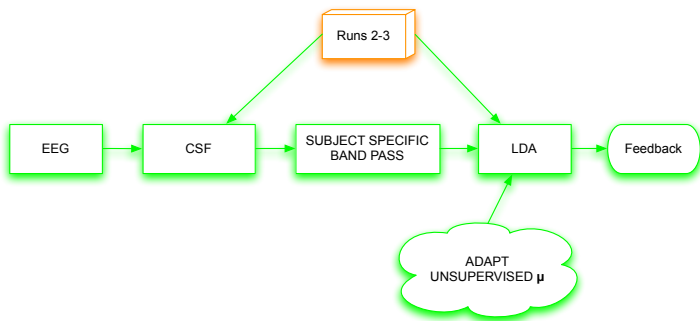 Runs 2-3
EEG
CSF
SUBJECT SPECIFIC
BAND PASS
LDA
Feedback
ADAPT
UNSUPERVISED μ